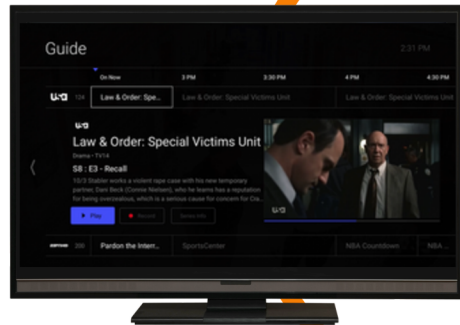 Guide
2:31 PM
On Now 3 PM 3:30 PM 4 PM 4:30 PM
USA 124 Law & Order: Spe... Law & Order: Special Victims Unit Law & Order: Special Victims Unit
USA
Law & Order: Special Victims Unit
Drama • TV14
S8 : E3 - Recall
10/3 Stabler works a violent rape case with his new temporary
partner, Dani Beck (Connie Nielsen), who he learns has a reputation
for being overzealous, which is a serious cause for concern for Cra...
Play Record Series Info
USA
200 Pardon the Interr... SportsCenter NBA Countdown NBA ...